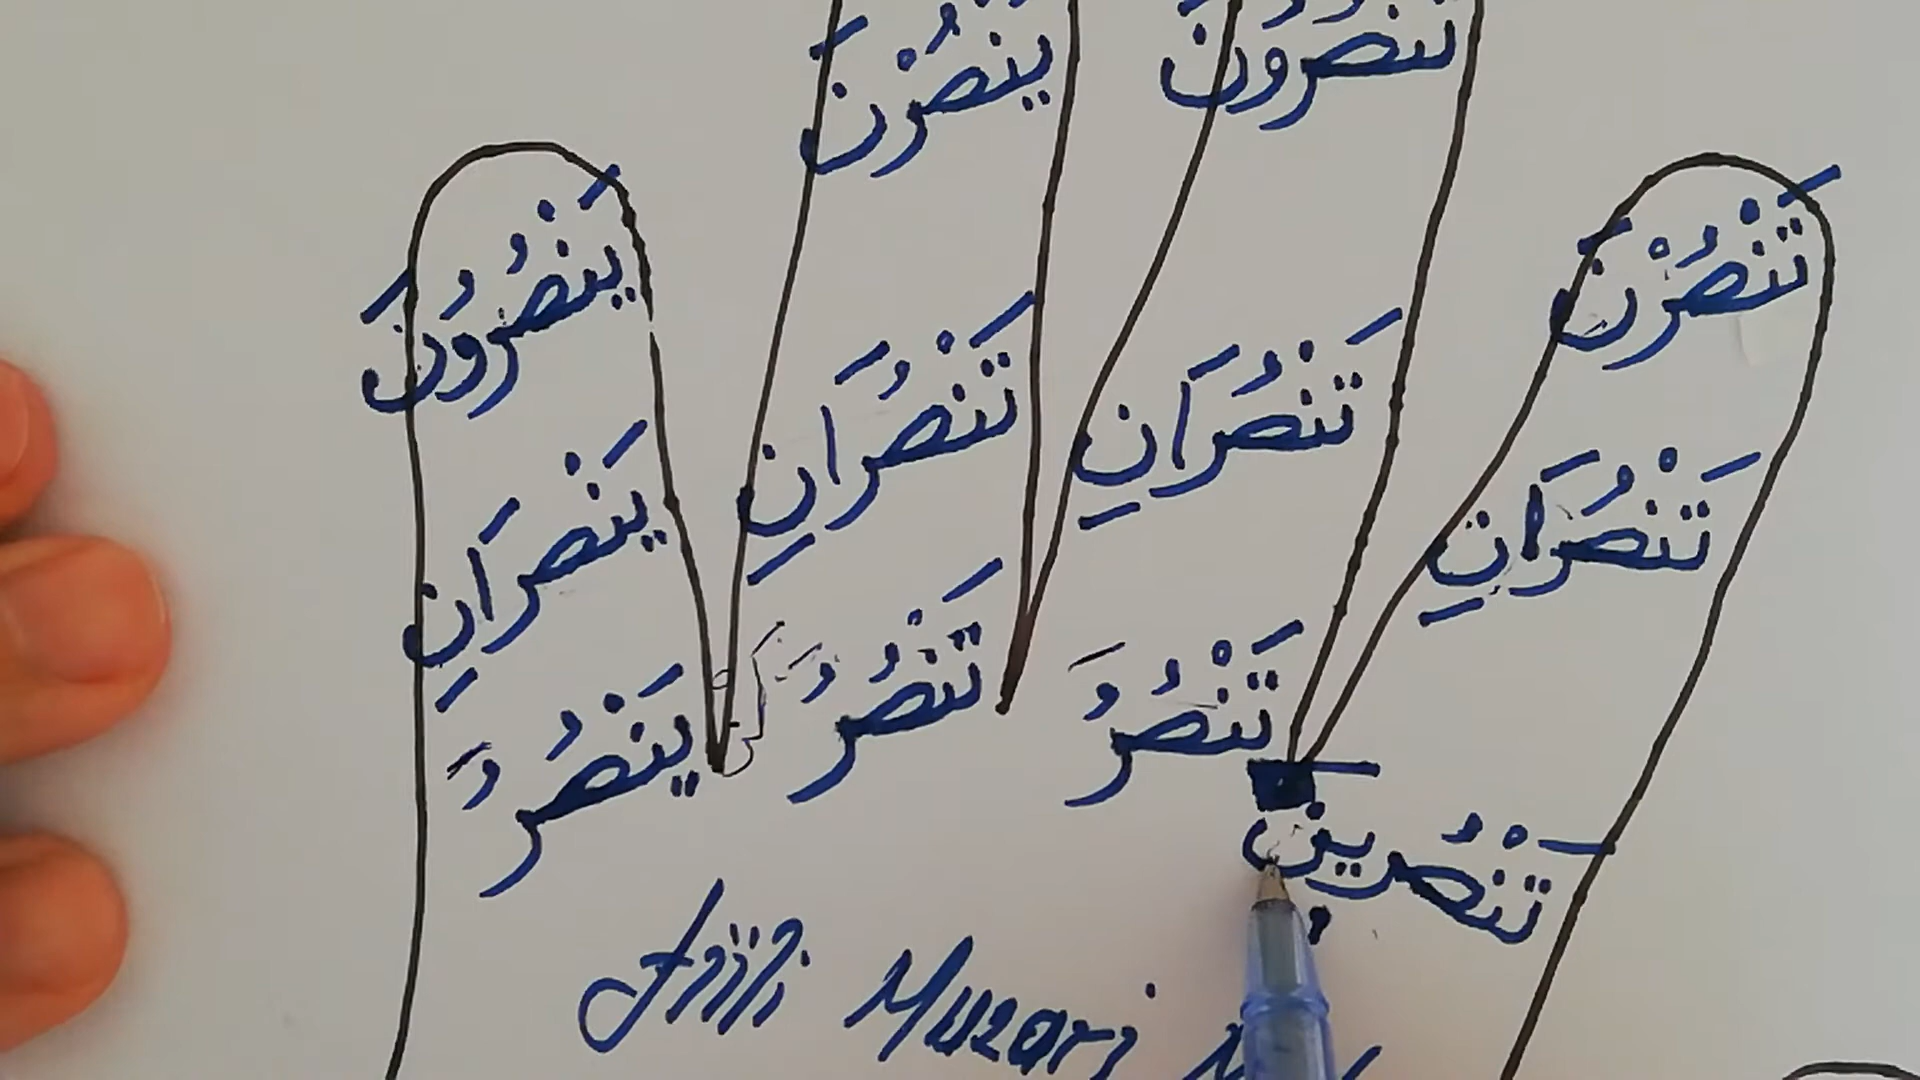 يَنْصُرْنَ
تَنْصُرُونَ
يَنْصُرُونَ
تَنْصُرْنَ
يَنْصُرَانِ
تَنْصُرَانِ
تَنْصُرَانِ
تَنْصُرَانِ
يَنْصُرُ
تَنْصُرُ
تَنْصُرُ
تَنْصُرِينَ
Fiili Muzari